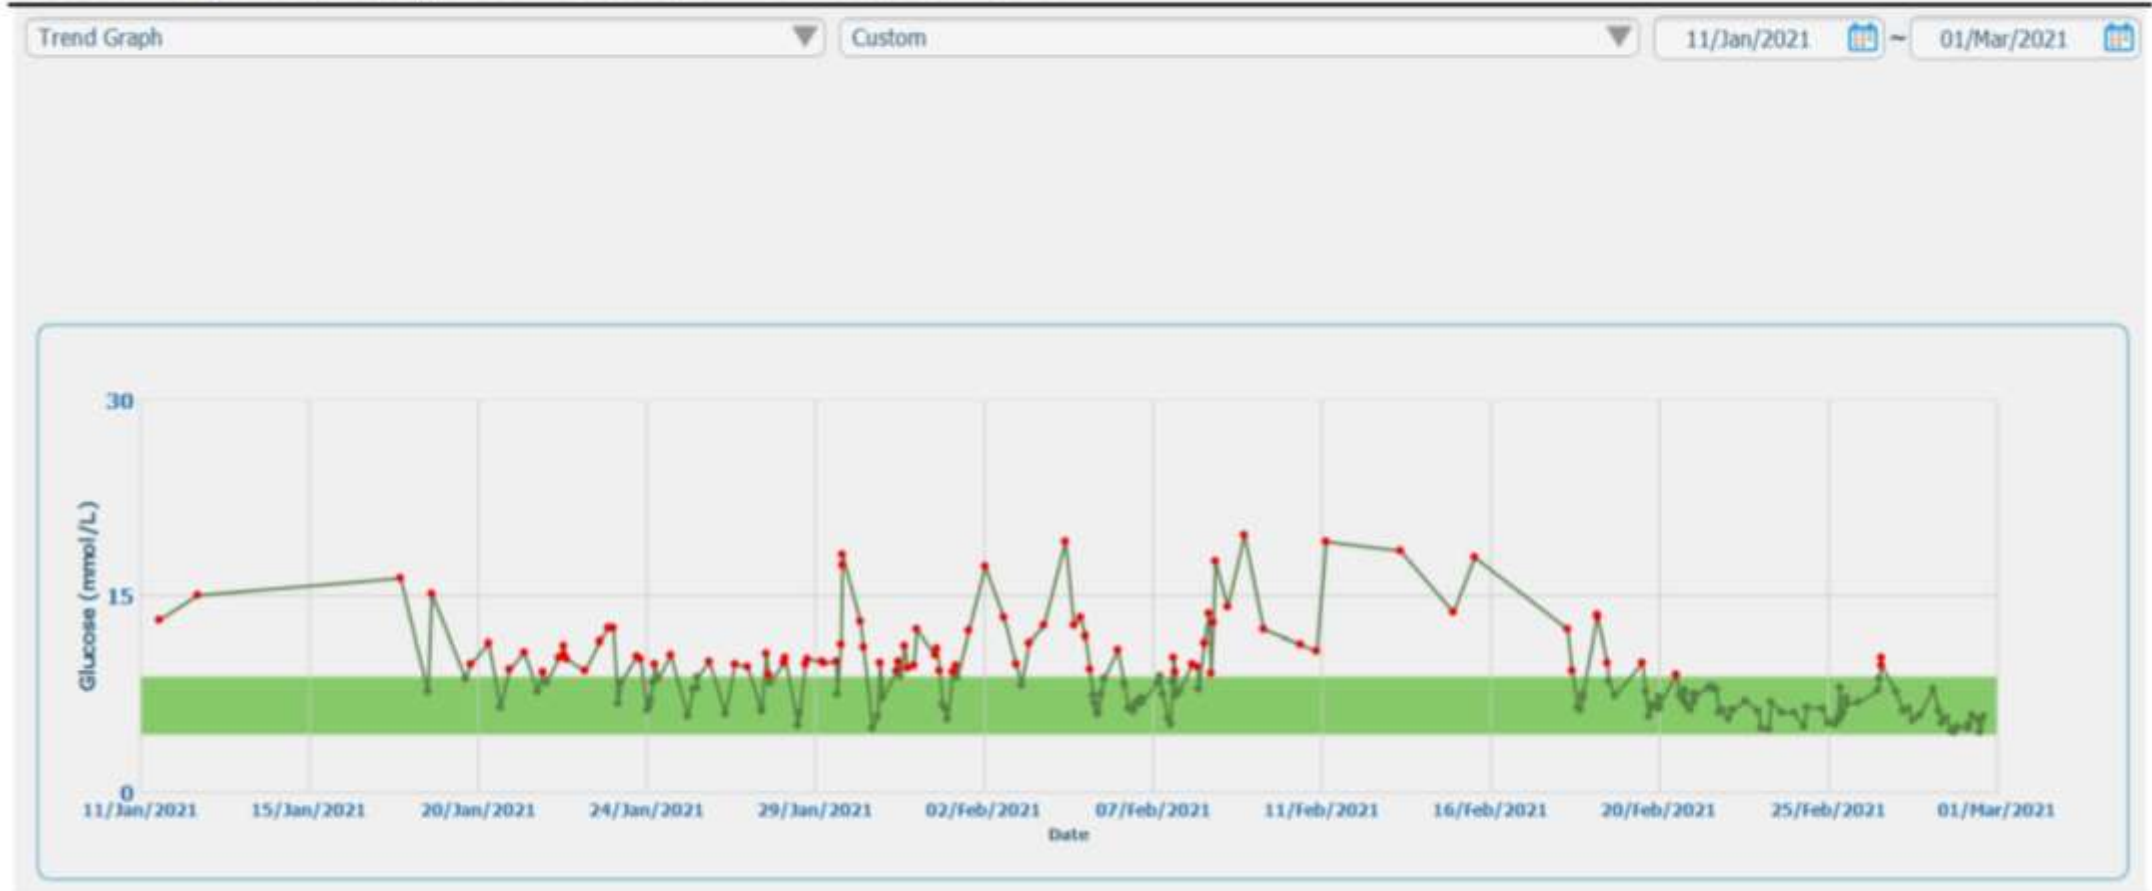 Trend Graph Custom 11/Jan/2021 ~ 01/Mar/2021
30
15
0
Glucose (mmol/L)
11/Jan/2021 15/Jan/2021 20/Jan/2021 24/Jan/2021 29/Jan/2021 02/Feb/2021 07/Feb/2021 11/Feb/2021 16/Feb/2021 20/Feb/2021 25/Feb/2021 01/Mar/2021
Date